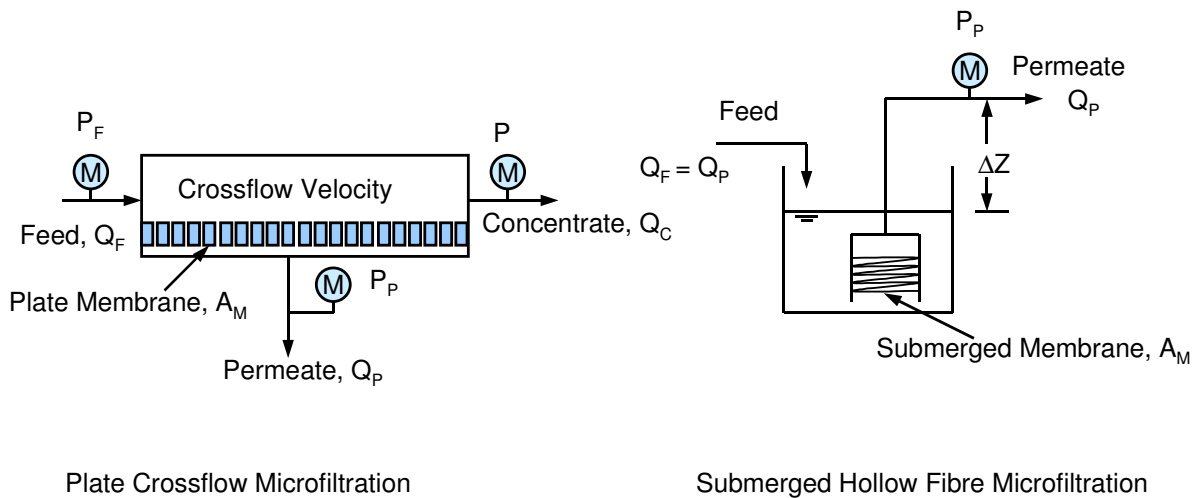 P_F
M
P
M
Crossflow Velocity
Feed, Q_F
Concentrate, Q_C
Plate Membrane, A_M
M
P_P
Permeate, Q_P
Plate Crossflow Microfiltration
P_P
M
Permeate
Q_P
Feed
Q_F = Q_P
ΔZ
Submerged Membrane, A_M
Submerged Hollow Fibre Microfiltration